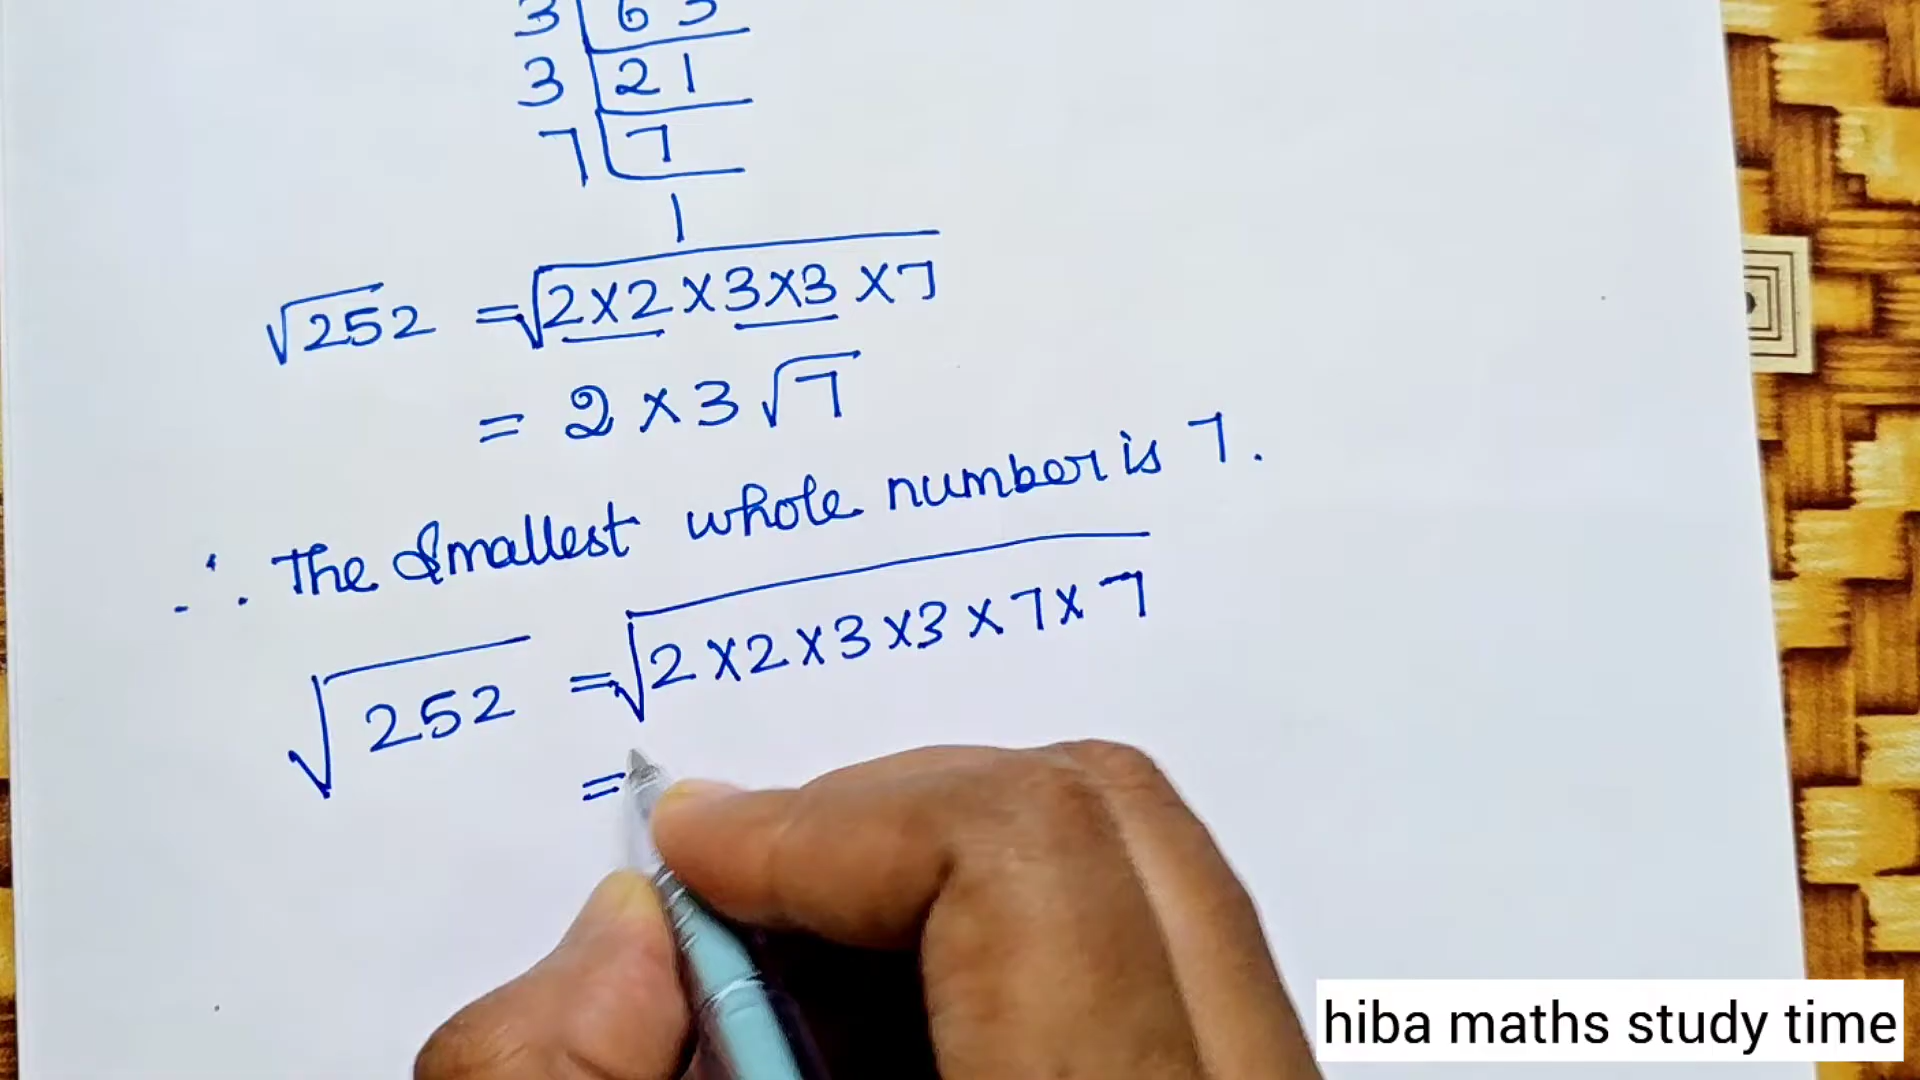 3 | 63
3 | 21
7 | 7
1
√252 = √2×2×3×3×7
= 2×3√7
∴ The Smallest whole number is 7.
√252 = √2×2×3×3×7×7
=
hiba maths study time